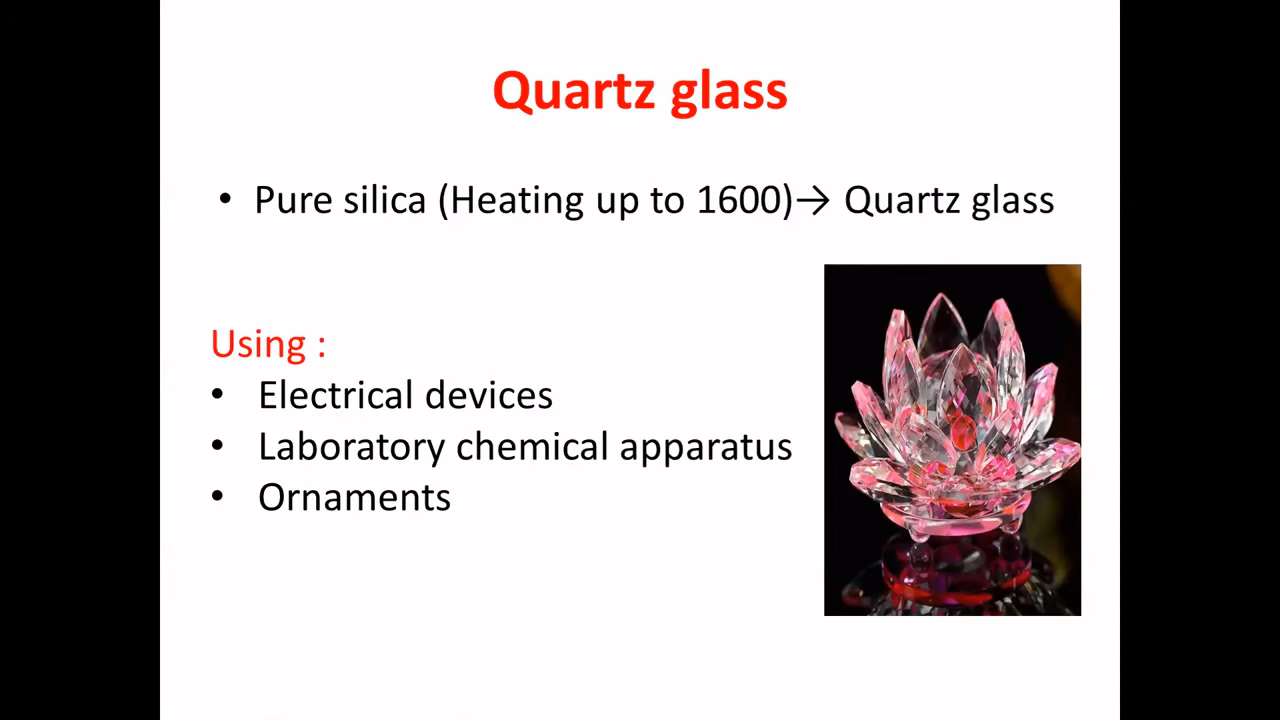 Quartz glass
• Pure silica (Heating up to 1600)→ Quartz glass
Using :
• Electrical devices
• Laboratory chemical apparatus
• Ornaments